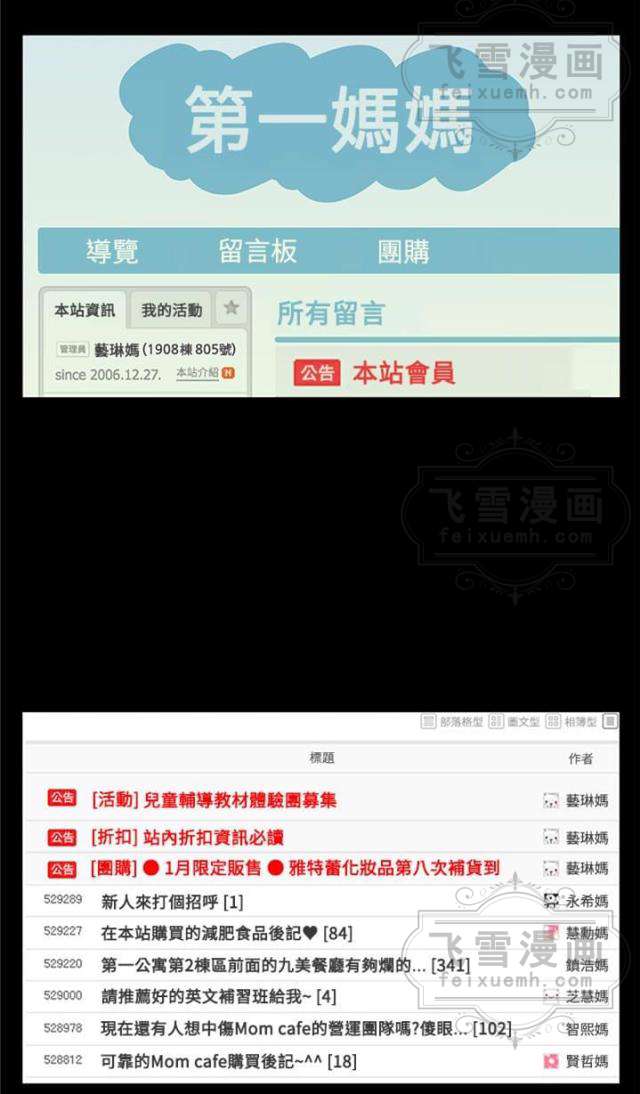 飞雪漫画
feixuemh.com
第一媽媽
導覽 留言板 團購
本站資訊 我的活動
所有留言
管理員 藝琳媽 (1908棟 805號)
公告 本站會員
since 2006.12.27. 本站介紹 H
飞雪漫画
feixuemh.com
部落格型 圖文型 相簿型
標題 作者
公告 [活動] 兒童輔導教材體驗團募集 藝琳媽
公告 [折扣] 站內折扣資訊必讀 藝琳媽
公告 [團購] ● 1月限定販售 ● 雅特蕾化妝品第八次補貨到 藝琳媽
529289 新人來打個招呼 [1] 永希媽
529227 在本站購買的減肥食品後記♥ [84] 慧勳媽
飞雪漫画
529220 第一公寓第2棟區前面的九美餐廳有夠爛的... [341] 鎮浩媽
feixuemh.com
529000 請推薦好的英文補習班給我~ [4] 芝慧媽
528978 現在還有人想中傷Mom cafe的營運團隊嗎?傻眼... [102] 智熙媽
528812 可靠的Mom cafe購買後記~^^ [18] 賢哲媽